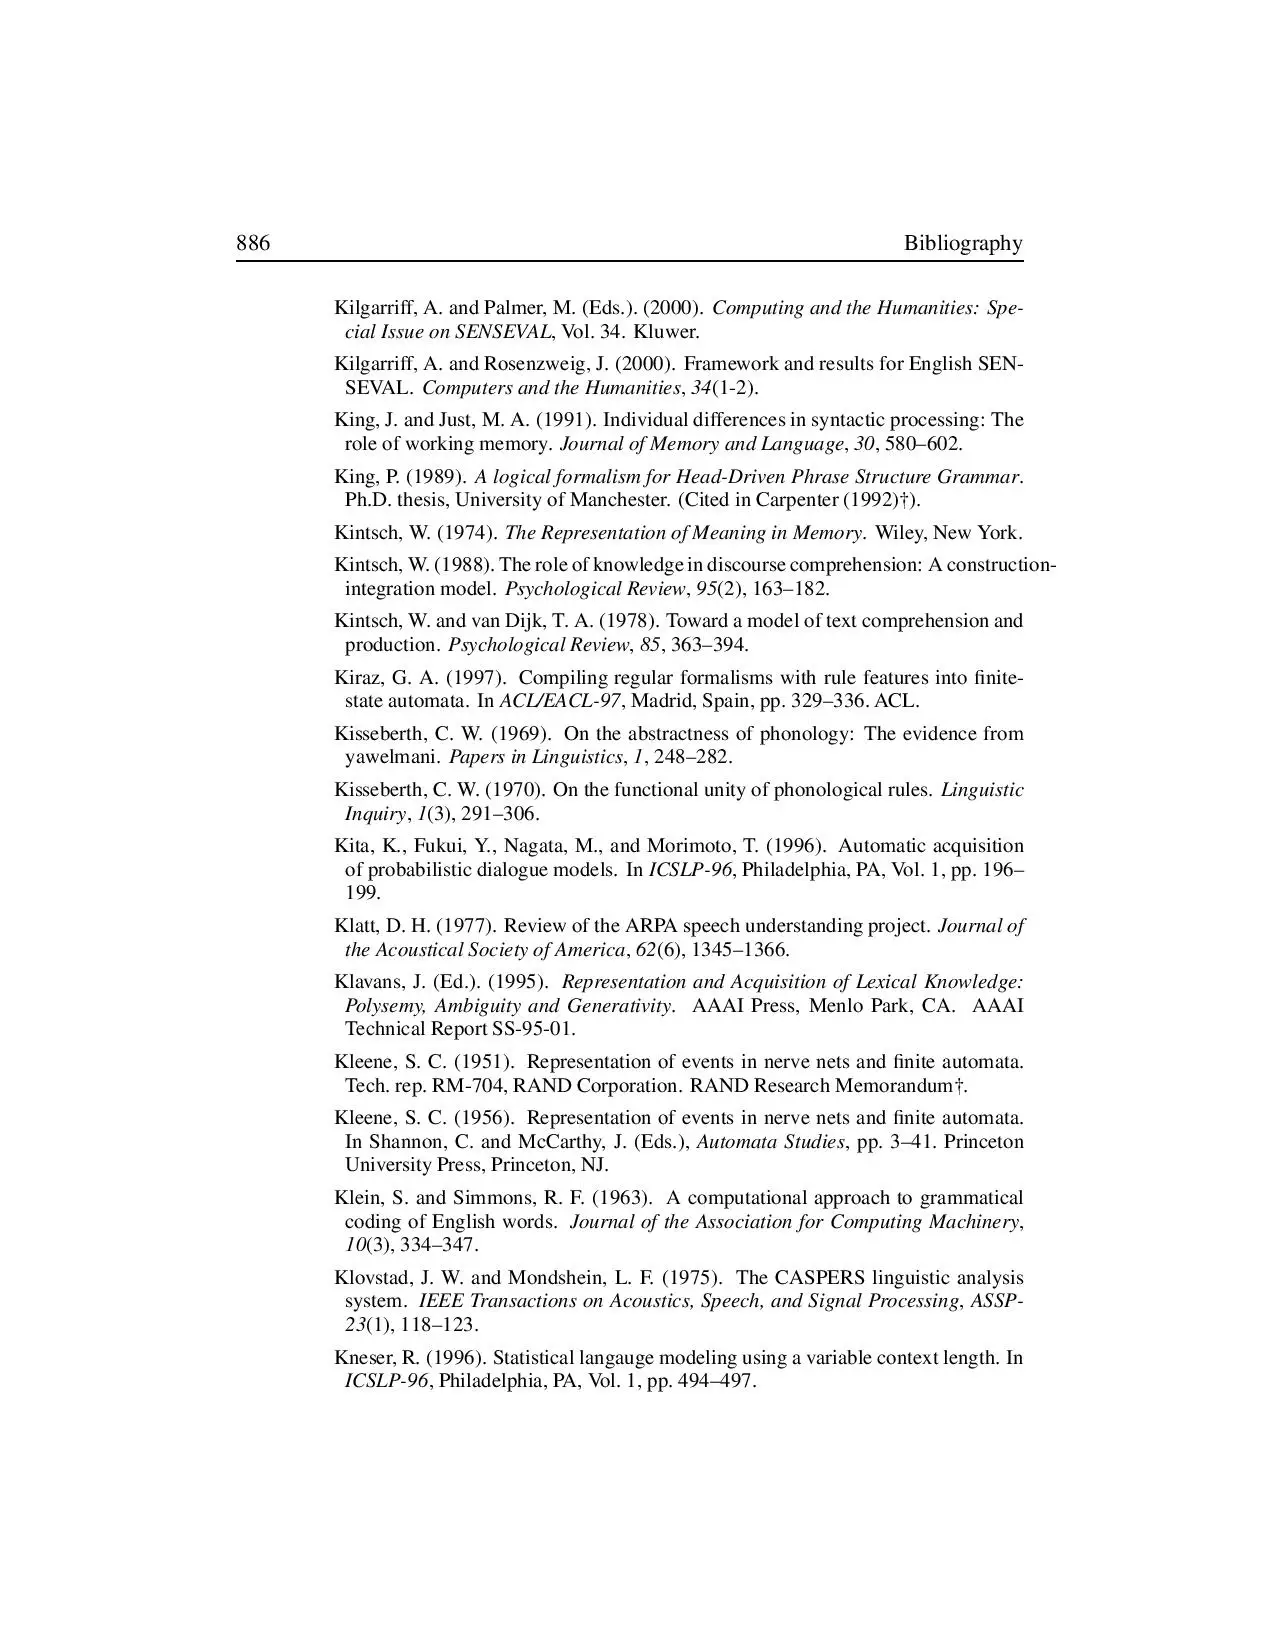 886 Bibliography
Kilgarriff, A. and Palmer, M. (Eds.). (2000). Computing and the Humanities: Spe-
cial Issue on SENSEVAL, Vol. 34. Kluwer.
Kilgarriff, A. and Rosenzweig, J. (2000). Framework and results for English SEN-
SEVAL. Computers and the Humanities, 34(1-2).
King, J. and Just, M. A. (1991). Individual differences in syntactic processing: The
role of working memory. Journal of Memory and Language, 30, 580–602.
King, P. (1989). A logical formalism for Head-Driven Phrase Structure Grammar.
Ph.D. thesis, University of Manchester. (Cited in Carpenter (1992)†).
Kintsch, W. (1974). The Representation of Meaning in Memory. Wiley, New York.
Kintsch, W. (1988). The role of knowledge in discourse comprehension: A construction-
integration model. Psychological Review, 95(2), 163–182.
Kintsch, W. and van Dijk, T. A. (1978). Toward a model of text comprehension and
production. Psychological Review, 85, 363–394.
Kiraz, G. A. (1997). Compiling regular formalisms with rule features into finite-
state automata. In ACL/EACL-97, Madrid, Spain, pp. 329–336. ACL.
Kisseberth, C. W. (1969). On the abstractness of phonology: The evidence from
yawelmani. Papers in Linguistics, 1, 248–282.
Kisseberth, C. W. (1970). On the functional unity of phonological rules. Linguistic
Inquiry, 1(3), 291–306.
Kita, K., Fukui, Y., Nagata, M., and Morimoto, T. (1996). Automatic acquisition
of probabilistic dialogue models. In ICSLP-96, Philadelphia, PA, Vol. 1, pp. 196–
199.
Klatt, D. H. (1977). Review of the ARPA speech understanding project. Journal of
the Acoustical Society of America, 62(6), 1345–1366.
Klavans, J. (Ed.). (1995). Representation and Acquisition of Lexical Knowledge:
Polysemy, Ambiguity and Generativity. AAAI Press, Menlo Park, CA. AAAI
Technical Report SS-95-01.
Kleene, S. C. (1951). Representation of events in nerve nets and finite automata.
Tech. rep. RM-704, RAND Corporation. RAND Research Memorandum†.
Kleene, S. C. (1956). Representation of events in nerve nets and finite automata.
In Shannon, C. and McCarthy, J. (Eds.), Automata Studies, pp. 3–41. Princeton
University Press, Princeton, NJ.
Klein, S. and Simmons, R. F. (1963). A computational approach to grammatical
coding of English words. Journal of the Association for Computing Machinery,
10(3), 334–347.
Klovstad, J. W. and Mondshein, L. F. (1975). The CASPERS linguistic analysis
system. IEEE Transactions on Acoustics, Speech, and Signal Processing, ASSP-
23(1), 118–123.
Kneser, R. (1996). Statistical langauge modeling using a variable context length. In
ICSLP-96, Philadelphia, PA, Vol. 1, pp. 494–497.